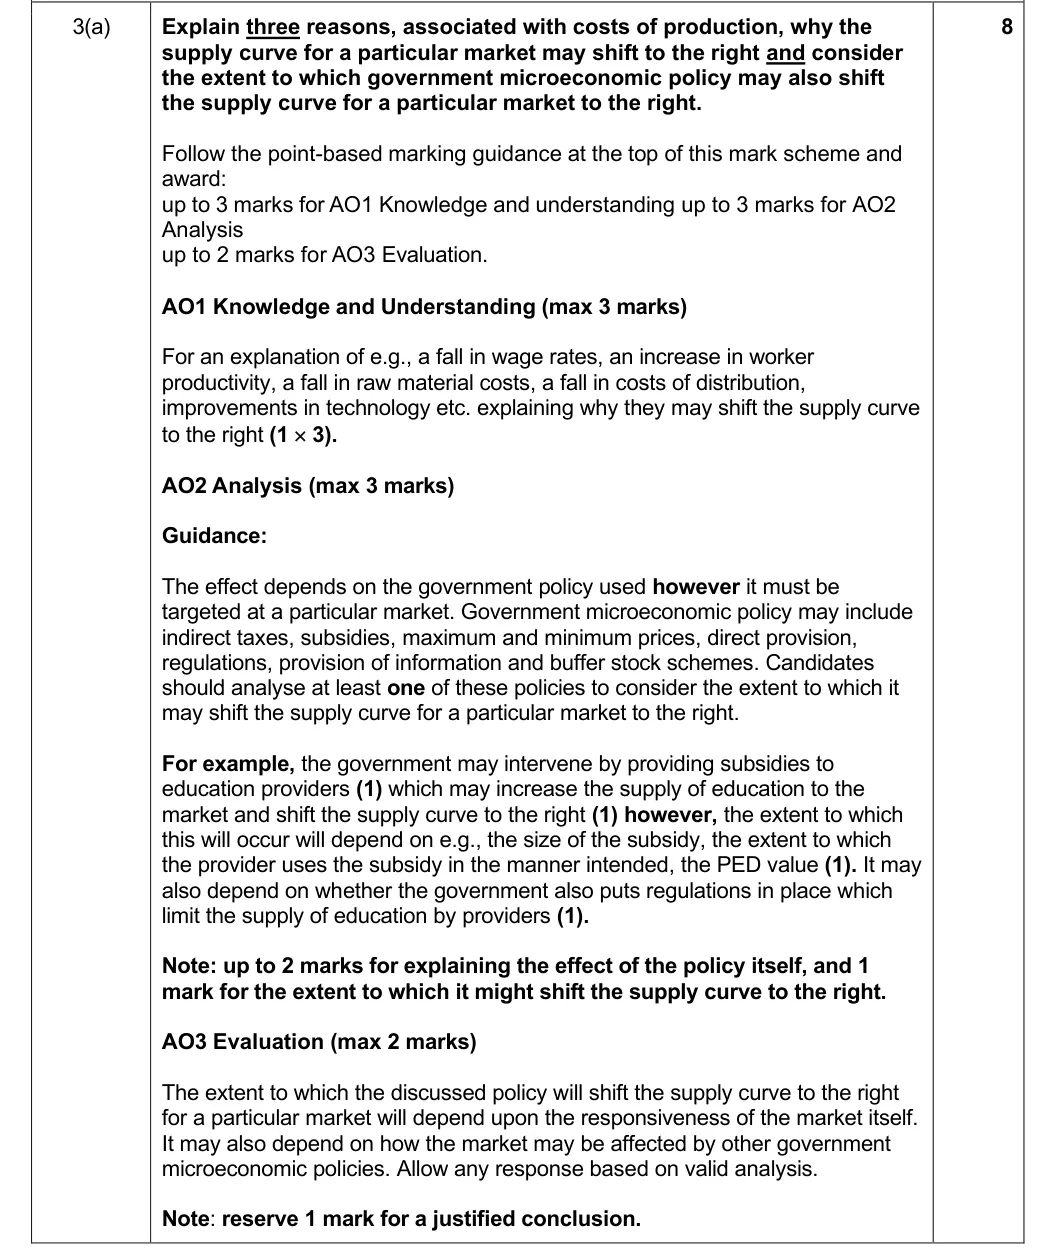 3(a)
Explain three reasons, associated with costs of production, why the
supply curve for a particular market may shift to the right and consider
the extent to which government microeconomic policy may also shift
the supply curve for a particular market to the right.
8
Follow the point-based marking guidance at the top of this mark scheme and
award:
up to 3 marks for AO1 Knowledge and understanding up to 3 marks for AO2
Analysis
up to 2 marks for AO3 Evaluation.
AO1 Knowledge and Understanding (max 3 marks)
For an explanation of e.g., a fall in wage rates, an increase in worker
productivity, a fall in raw material costs, a fall in costs of distribution,
improvements in technology etc. explaining why they may shift the supply curve
to the right (1 × 3).
AO2 Analysis (max 3 marks)
Guidance:
The effect depends on the government policy used however it must be
targeted at a particular market. Government microeconomic policy may include
indirect taxes, subsidies, maximum and minimum prices, direct provision,
regulations, provision of information and buffer stock schemes. Candidates
should analyse at least one of these policies to consider the extent to which it
may shift the supply curve for a particular market to the right.
For example, the government may intervene by providing subsidies to
education providers (1) which may increase the supply of education to the
market and shift the supply curve to the right (1) however, the extent to which
this will occur will depend on e.g., the size of the subsidy, the extent to which
the provider uses the subsidy in the manner intended, the PED value (1). It may
also depend on whether the government also puts regulations in place which
limit the supply of education by providers (1).
Note: up to 2 marks for explaining the effect of the policy itself, and 1
mark for the extent to which it might shift the supply curve to the right.
AO3 Evaluation (max 2 marks)
The extent to which the discussed policy will shift the supply curve to the right
for a particular market will depend upon the responsiveness of the market itself.
It may also depend on how the market may be affected by other government
microeconomic policies. Allow any response based on valid analysis.
Note: reserve 1 mark for a justified conclusion.